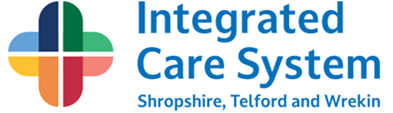 Integrated
Care System
Shropshire, Telford and Wrekin